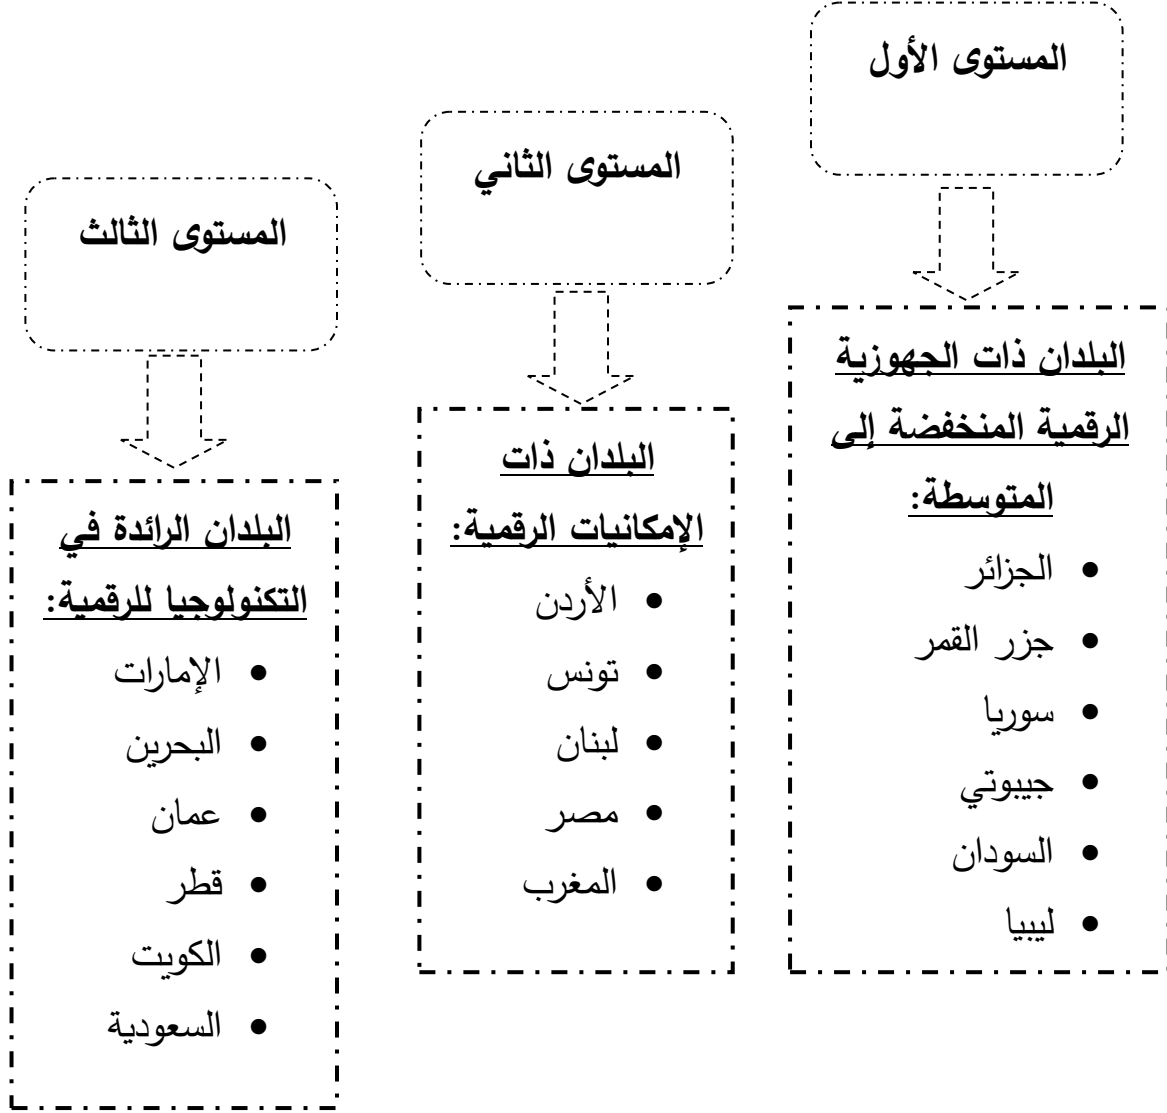 المستوى الأول
البلدان ذات الجهوزية
الرقمية المنخفضة إلى
المتوسطة:
• الجزائر
• جزر القمر
• سوريا
• جيبوتي
• السودان
• ليبيا
المستوى الثاني
البلدان ذات
الإمكانيات الرقمية:
• الأردن
• تونس
• لبنان
• مصر
• المغرب
المستوى الثالث
البلدان الرائدة في
التكنولوجيا للرقمية:
• الإمارات
• البحرين
• عمان
• قطر
• الكويت
• السعودية